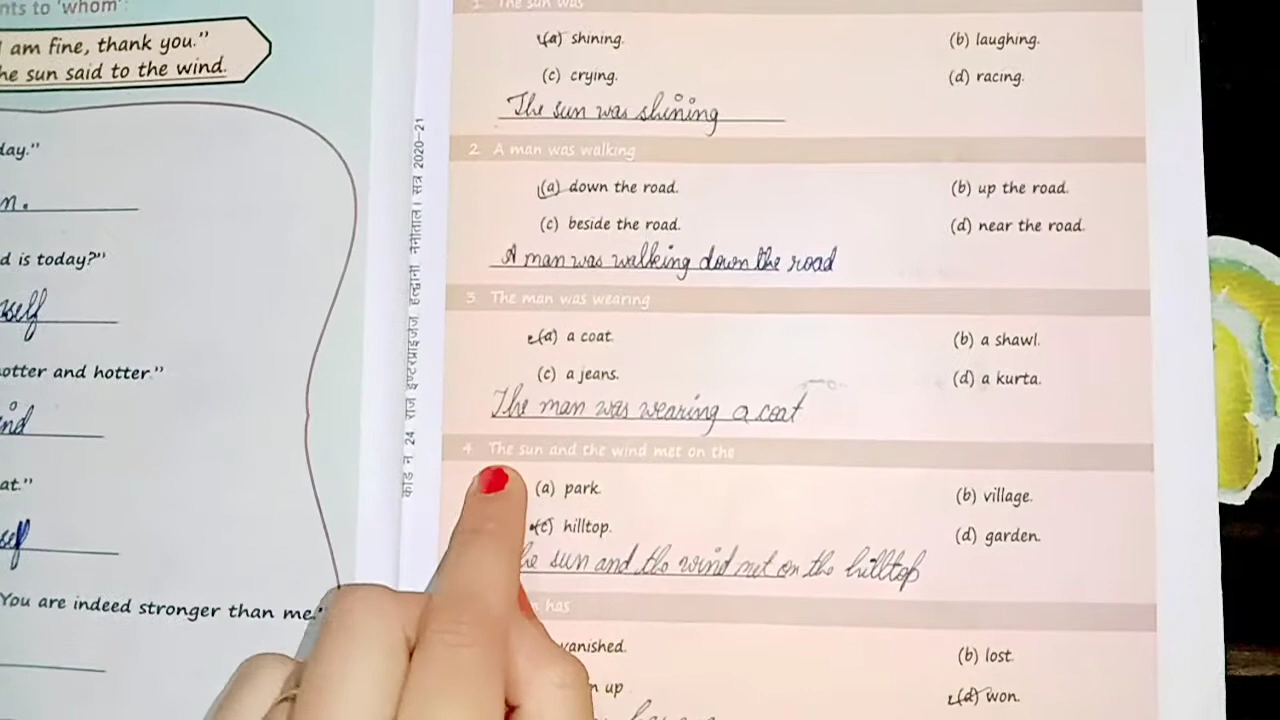 nts to 'whom'.
I am fine, thank you."
he sun said to the wind.
day."
n.
d is today?"
self
otter and hotter."
ind
at."
self
You are indeed stronger than me."
सत्र 2020-21
कोड नं 24
1. The sun was
(a) shining.
(b) laughing.
(c) crying.
(d) racing.
The sun was shining
2. A man was walking
(a) down the road.
(b) up the road.
(c) beside the road.
(d) near the road.
A man was walking down the road
3. The man was wearing
(a) a coat.
(b) a shawl.
(c) a jeans.
(d) a kurta.
The man was wearing a coat
4. The sun and the wind met on the
(a) park.
(b) village.
(c) hilltop.
(d) garden.
he sun and the wind met on the hilltop
has
vanished.
(b) lost.
up
(d) won.